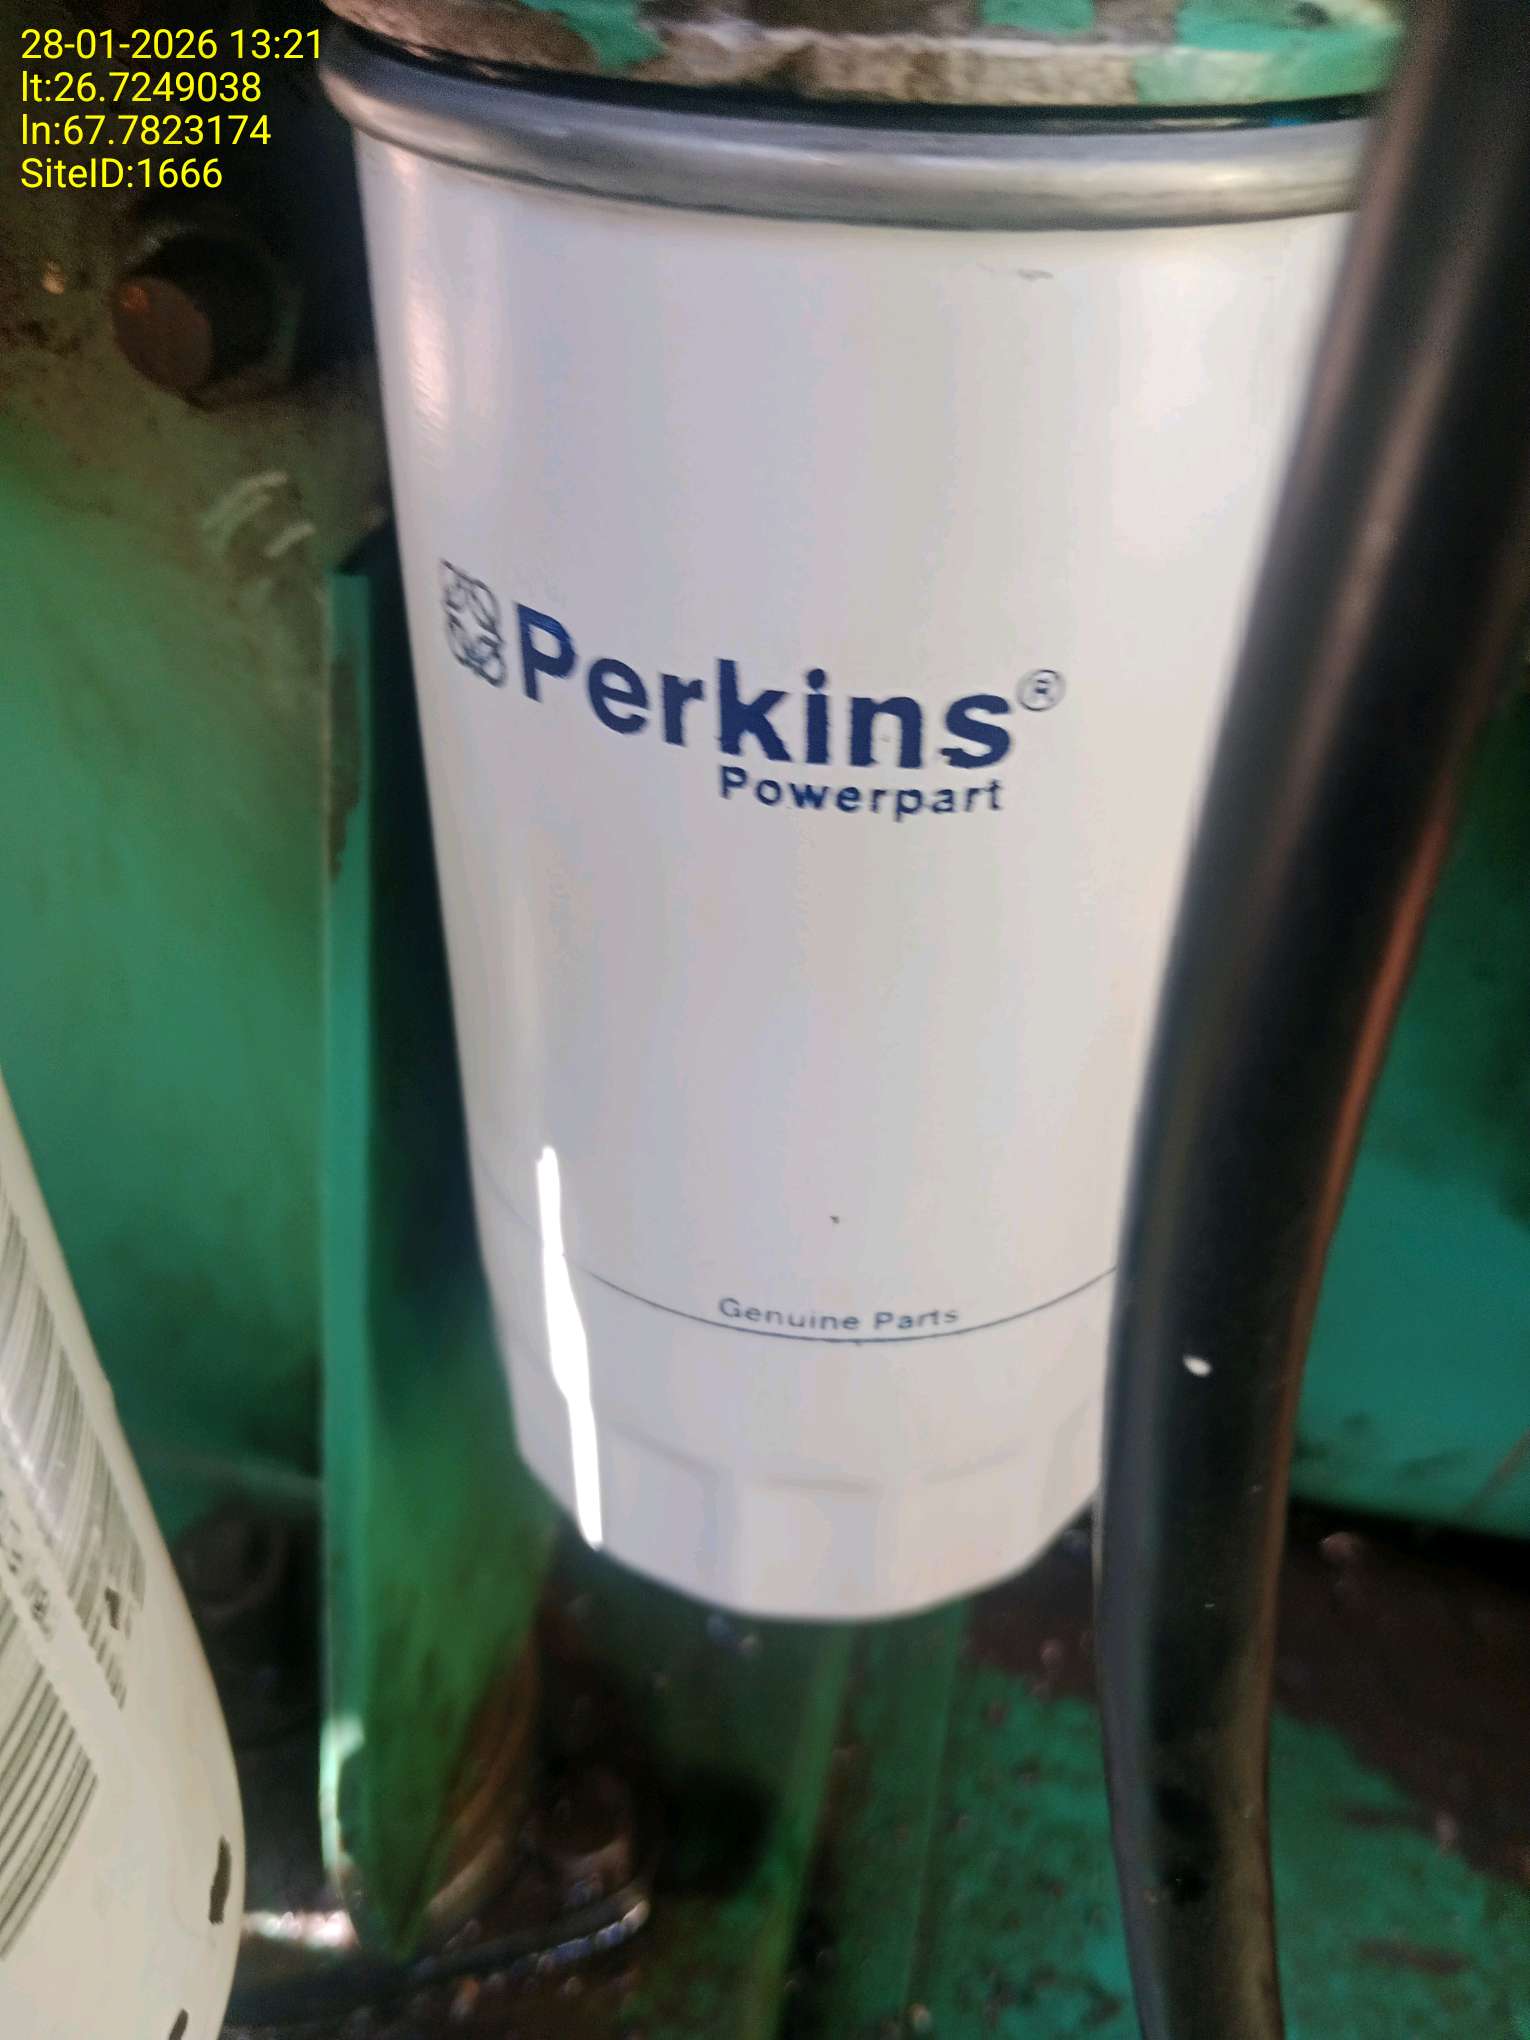 28-01-2026 13:21
lt:26.7249038
ln:67.7823174
SiteID:1666
Perkins®
Powerpart
Genuine Parts